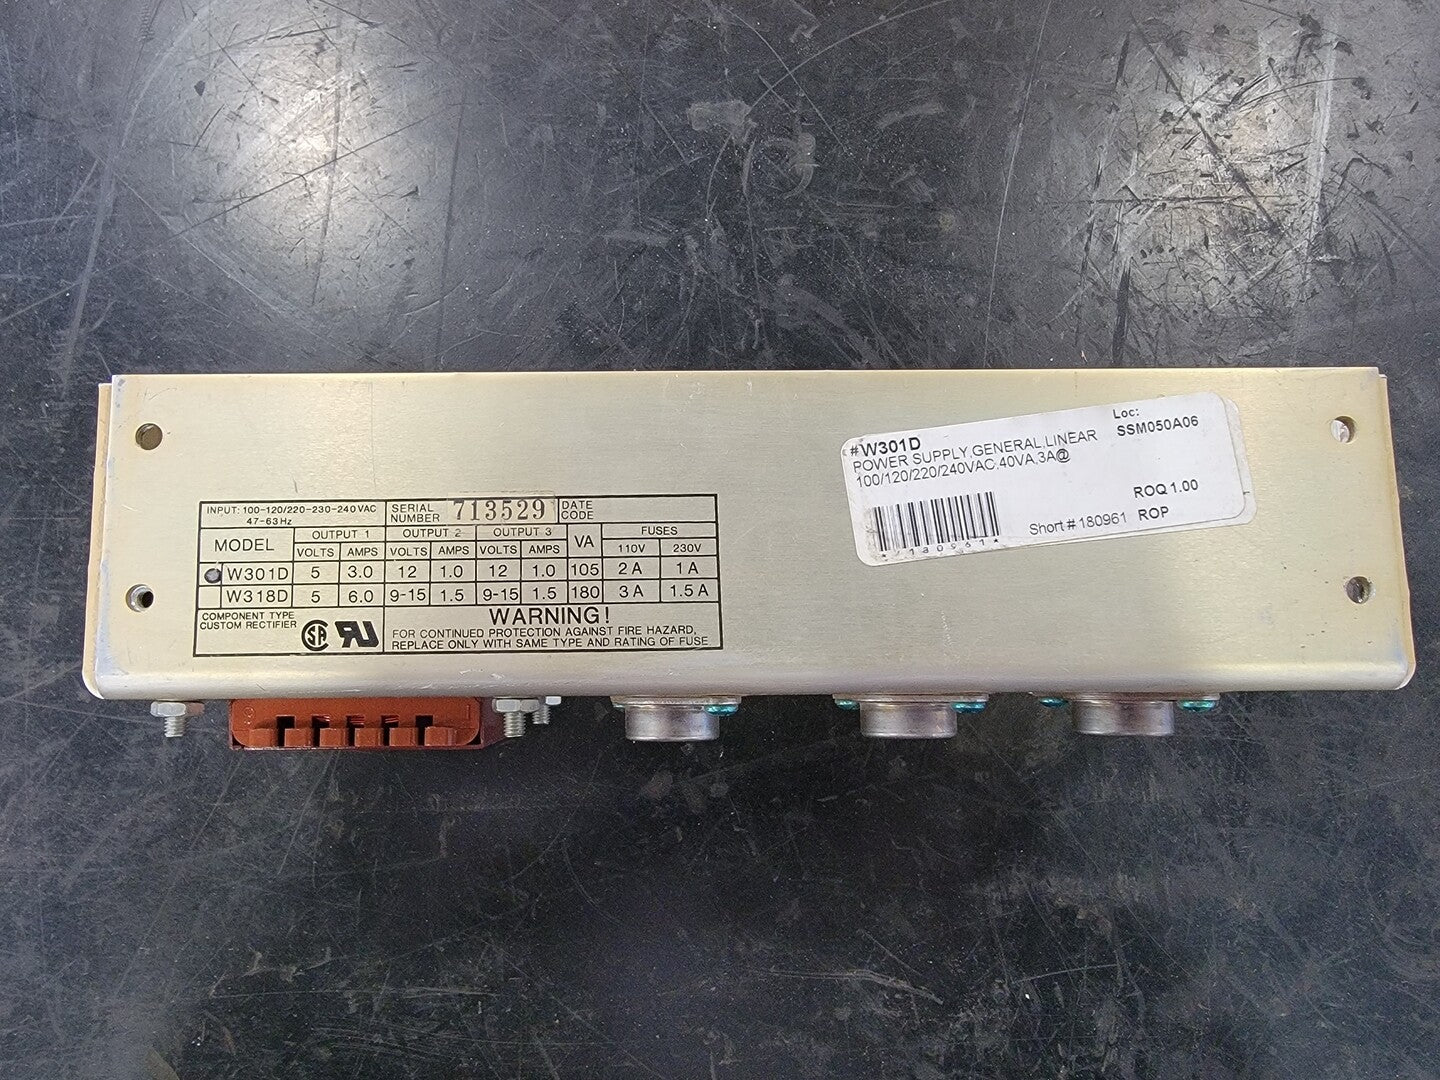 INPUT: 100-120/220-230-240 VAC
47-63 Hz
SERIAL NUMBER 713529
DATE CODE
MODEL OUTPUT 1 OUTPUT 2 OUTPUT 3 VA FUSES
VOLTS AMPS VOLTS AMPS VOLTS AMPS 110V 230V
W301D 5 3.0 12 1.0 12 1.0 105 2 A 1 A
W318D 5 6.0 9-15 1.5 9-15 1.5 180 3 A 1.5 A
COMPONENT TYPE
CUSTOM RECTIFIER
WARNING!
FOR CONTINUED PROTECTION AGAINST FIRE HAZARD,
REPLACE ONLY WITH SAME TYPE AND RATING OF FUSE
#W301D
POWER SUPPLY,GENERAL,LINEAR
100/120/220/240VAC,40VA,3A@
Loc:
SSM050A06
ROQ 1.00
Short # 180961 ROP
*180961*